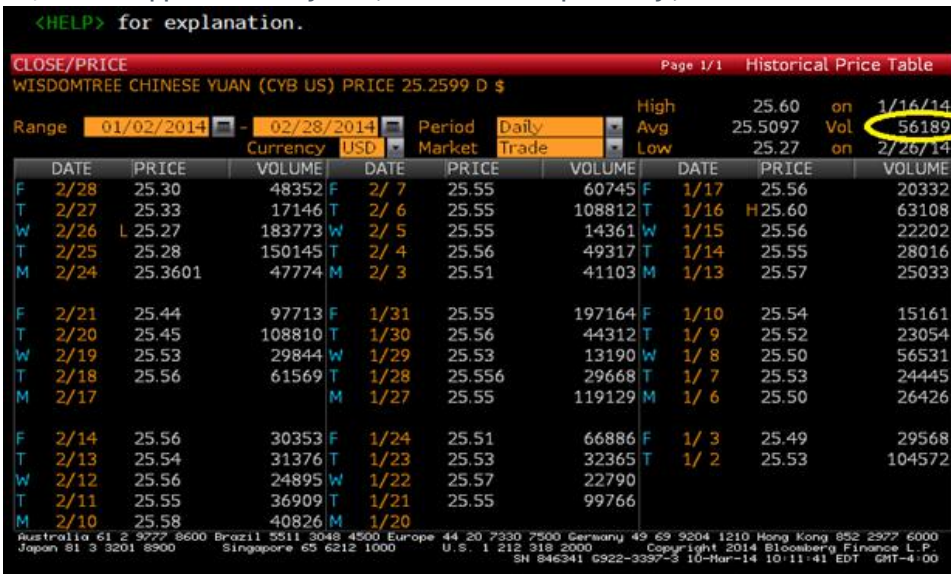 <HELP> for explanation.
CLOSE/PRICE Page 1/1 Historical Price Table
WISDOMTREE CHINESE YUAN (CYB US) PRICE 25.2599 D $
High 25.60 on 1/16/14
Range 01/02/2014 - 02/28/2014 Period Daily Avg 25.5097 Vol 56189
Currency USD Market Trade Low 25.27 on 2/26/14
DATE PRICE VOLUME DATE PRICE VOLUME DATE PRICE VOLUME
F 2/28 25.30 48352 F 2/ 7 25.55 60745 F 1/17 25.56 20332
T 2/27 25.33 17146 T 2/ 6 25.55 108812 T 1/16 H 25.60 63108
W 2/26 L 25.27 183773 W 2/ 5 25.55 14361 W 1/15 25.56 22202
T 2/25 25.28 150145 T 2/ 4 25.56 49317 T 1/14 25.55 28016
M 2/24 25.3601 47774 M 2/ 3 25.51 41103 M 1/13 25.57 25033
F 2/21 25.44 97713 F 1/31 25.55 197164 F 1/10 25.54 15161
T 2/20 25.45 108810 T 1/30 25.56 44312 T 1/ 9 25.52 23054
W 2/19 25.53 29844 W 1/29 25.53 13190 W 1/ 8 25.50 56531
T 2/18 25.56 61569 T 1/28 25.556 29668 T 1/ 7 25.53 24445
M 2/17 M 1/27 25.55 119129 M 1/ 6 25.50 26426
F 2/14 25.56 30353 F 1/24 25.51 66886 F 1/ 3 25.49 29568
T 2/13 25.54 31376 T 1/23 25.53 32365 T 1/ 2 25.53 104572
W 2/12 25.56 24895 W 1/22 25.57 22790
T 2/11 25.55 36909 T 1/21 25.55 99766
M 2/10 25.58 40826 M 1/20
Australia 61 2 9777 8600 Brazil 5511 3048 4500 Europe 44 20 7330 7500 Germany 49 69 9204 1210 Hong Kong 852 2977 6000
Japan 81 3 3201 8900 Singapore 65 6212 1000 U.S. 1 212 318 2000 Copyright 2014 Bloomberg Finance L.P.
SN 846341 G922-3397-3 10-Mar-14 10:11:41 EDT GMT-4:00